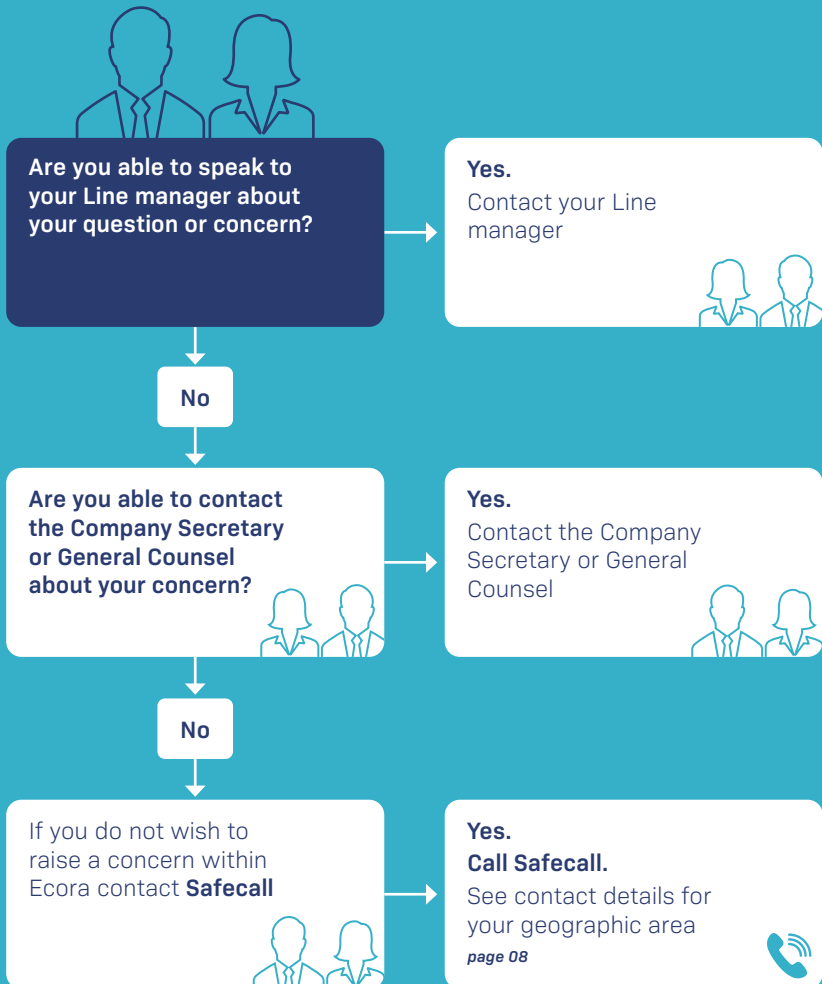 Are you able to speak to
your Line manager about
your question or concern?
Yes.
Contact your Line
manager
No
Are you able to contact
the Company Secretary
or General Counsel
about your concern?
Yes.
Contact the Company
Secretary or General
Counsel
No
If you do not wish to
raise a concern within
Ecora contact Safecall
Yes.
Call Safecall.
See contact details for
your geographic area
page 08